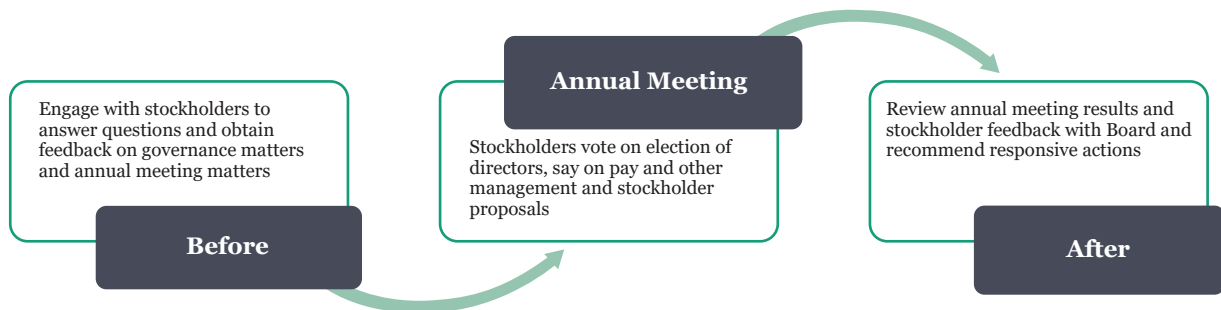 Engage with stockholders to
answer questions and obtain
feedback on governance matters
and annual meeting matters
Before
Annual Meeting
Stockholders vote on election of
directors, say on pay and other
management and stockholder
proposals
Review annual meeting results and
stockholder feedback with Board and
recommend responsive actions
After